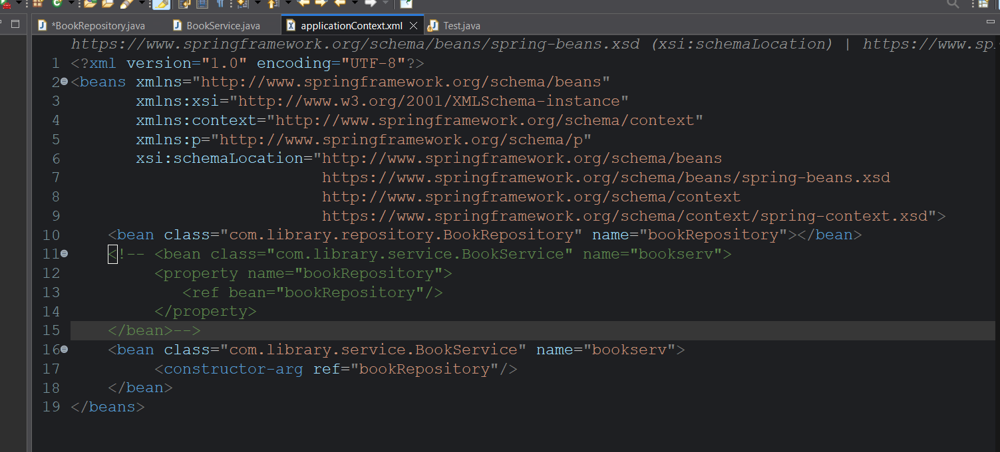 *BookRepository.java BookService.java applicationContext.xml Test.java
https://www.springframework.org/schema/beans/spring-beans.xsd (xsi:schemaLocation) | https://www.sp
1 <?xml version="1.0" encoding="UTF-8"?>
2 <beans xmlns="http://www.springframework.org/schema/beans"
3 xmlns:xsi="http://www.w3.org/2001/XMLSchema-instance"
4 xmlns:context="http://www.springframework.org/schema/context"
5 xmlns:p="http://www.springframework.org/schema/p"
6 xsi:schemaLocation="http://www.springframework.org/schema/beans
7 https://www.springframework.org/schema/beans/spring-beans.xsd
8 http://www.springframework.org/schema/context
9 https://www.springframework.org/schema/context/spring-context.xsd">
10 <bean class="com.library.repository.BookRepository" name="bookRepository"></bean>
11 <!-- <bean class="com.library.service.BookService" name="bookserv">
12 <property name="bookRepository">
13 <ref bean="bookRepository"/>
14 </property>
15 </bean>-->
16 <bean class="com.library.service.BookService" name="bookserv">
17 <constructor-arg ref="bookRepository"/>
18 </bean>
19 </beans>